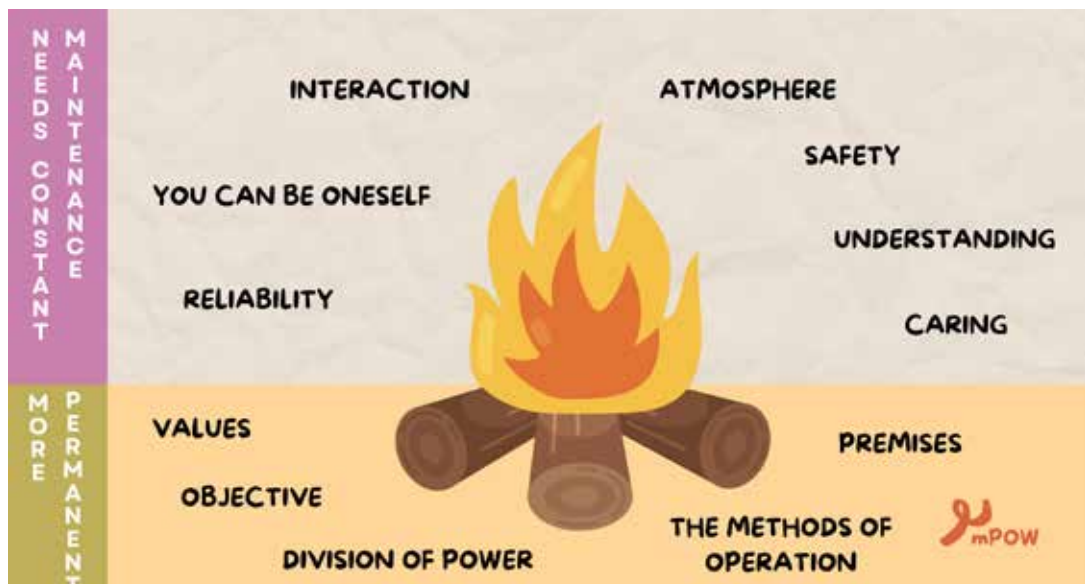 NEEDS CONSTANT
MAINTENANCE
INTERACTION
ATMOSPHERE
SAFETY
YOU CAN BE ONESELF
UNDERSTANDING
RELIABILITY
CARING
MORE
PERMANENT
VALUES
PREMISES
OBJECTIVE
THE METHODS OF
OPERATION
DIVISION OF POWER
mPOW